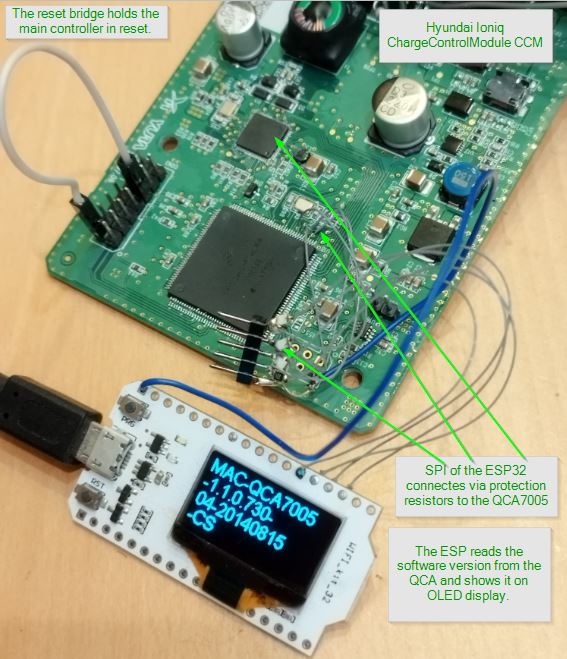 The reset bridge holds the
main controller in reset.
Hyundai Ioniq
ChargeControlModule CCM
SPI of the ESP32
connectes via protection
resistors to the QCA7005
The ESP reads the
software version from the
QCA and shows it on
OLED display.
MAC-QCA7005
-1.1.0.730-
04-20140815
-CS
PRG
RST
WIFI kit_32